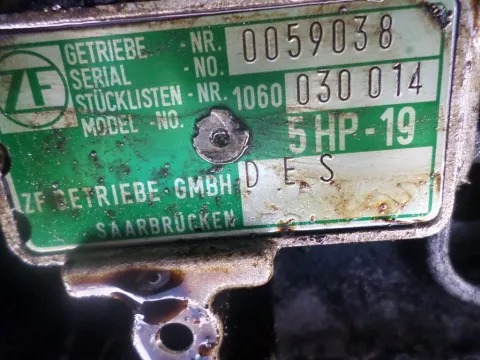 ZF
GETRIEBE - NR. 0059038
SERIAL - NO.
STÜCKLISTEN - NR. 1060 030 014
MODEL NO. 5 HP - 19
ZF GETRIEBE GMBH DES
SAARBRÜCKEN